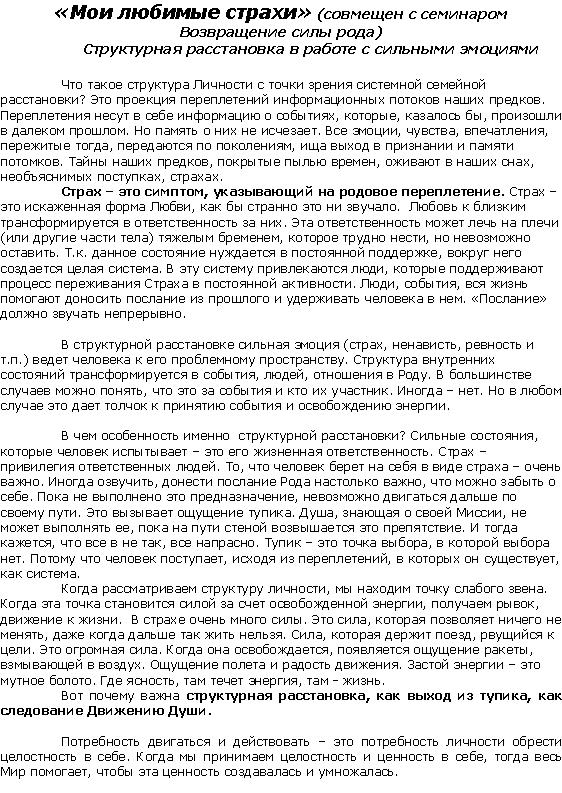 «Мои любимые страхи» (совмещен с семинаром
Возвращение силы рода)
Структурная расстановка в работе с сильными эмоциями
Что такое структура Личности с точки зрения системной семейной
расстановки? Это проекция переплетений информационных потоков наших предков.
Переплетения несут в себе информацию о событиях, которые, казалось бы, произошли
в далеком прошлом. Но память о них не исчезает. Все эмоции, чувства, впечатления,
пережитые тогда, передаются по поколениям, ища выход в признании и памяти
потомков. Тайны наших предков, покрытые пылью времен, оживают в наших снах,
необъяснимых поступках, страхах.
Страх – это симптом, указывающий на родовое переплетение. Страх –
это искаженная форма Любви, как бы странно это ни звучало. Любовь к близким
трансформируется в ответственность за них. Эта ответственность может лечь на плечи
(или другие части тела) тяжелым бременем, которое трудно нести, но невозможно
оставить. Т.к. данное состояние нуждается в постоянной поддержке, вокруг него
создается целая система. В эту систему привлекаются люди, которые поддерживают
процесс переживания Страха в постоянной активности. Люди, события, вся жизнь
помогают доносить послание из прошлого и удерживать человека в нем. «Послание»
должно звучать непрерывно.
В структурной расстановке сильная эмоция (страх, ненависть, ревность и
т.п.) ведет человека к его проблемному пространству. Структура внутренних
состояний трансформируется в события, людей, отношения в Роду. В большинстве
случаев можно понять, что это за события и кто их участник. Иногда – нет. Но в любом
случае это дает толчок к принятию события и освобождению энергии.
В чем особенность именно структурной расстановки? Сильные состояния,
которые человек испытывает – это его жизненная ответственность. Страх –
привилегия ответственных людей. То, что человек берет на себя в виде страха – очень
важно. Иногда озвучить, донести послание Рода настолько важно, что можно забыть о
себе. Пока не выполнено это предназначение, невозможно двигаться дальше по
своему пути. Это вызывает ощущение тупика. Душа, знающая о своей Миссии, не
может выполнять ее, пока на пути стеной возвышается это препятствие. И тогда
кажется, что все в не так, все напрасно. Тупик – это точка выбора, в которой выбора
нет. Потому что человек поступает, исходя из переплетений, в которых он существует,
как система.
Когда рассматриваем структуру личности, мы находим точку слабого звена.
Когда эта точка становится силой за счет освобожденной энергии, получаем рывок,
движение к жизни. В страхе очень много силы. Это сила, которая позволяет ничего не
менять, даже когда дальше так жить нельзя. Сила, которая держит поезд, рвущийся к
цели. Это огромная сила. Когда она освобождается, появляется ощущение ракеты,
взмывающей в воздух. Ощущение полета и радость движения. Застой энергии – это
мутное болото. Где ясность, там течет энергия, там - жизнь.
Вот почему важна структурная расстановка, как выход из тупика, как
следование Движению Души.
Потребность двигаться и действовать – это потребность личности обрести
целостность в себе. Когда мы принимаем целостность и ценность в себе, тогда весь
Мир помогает, чтобы эта ценность создавалась и умножалась.